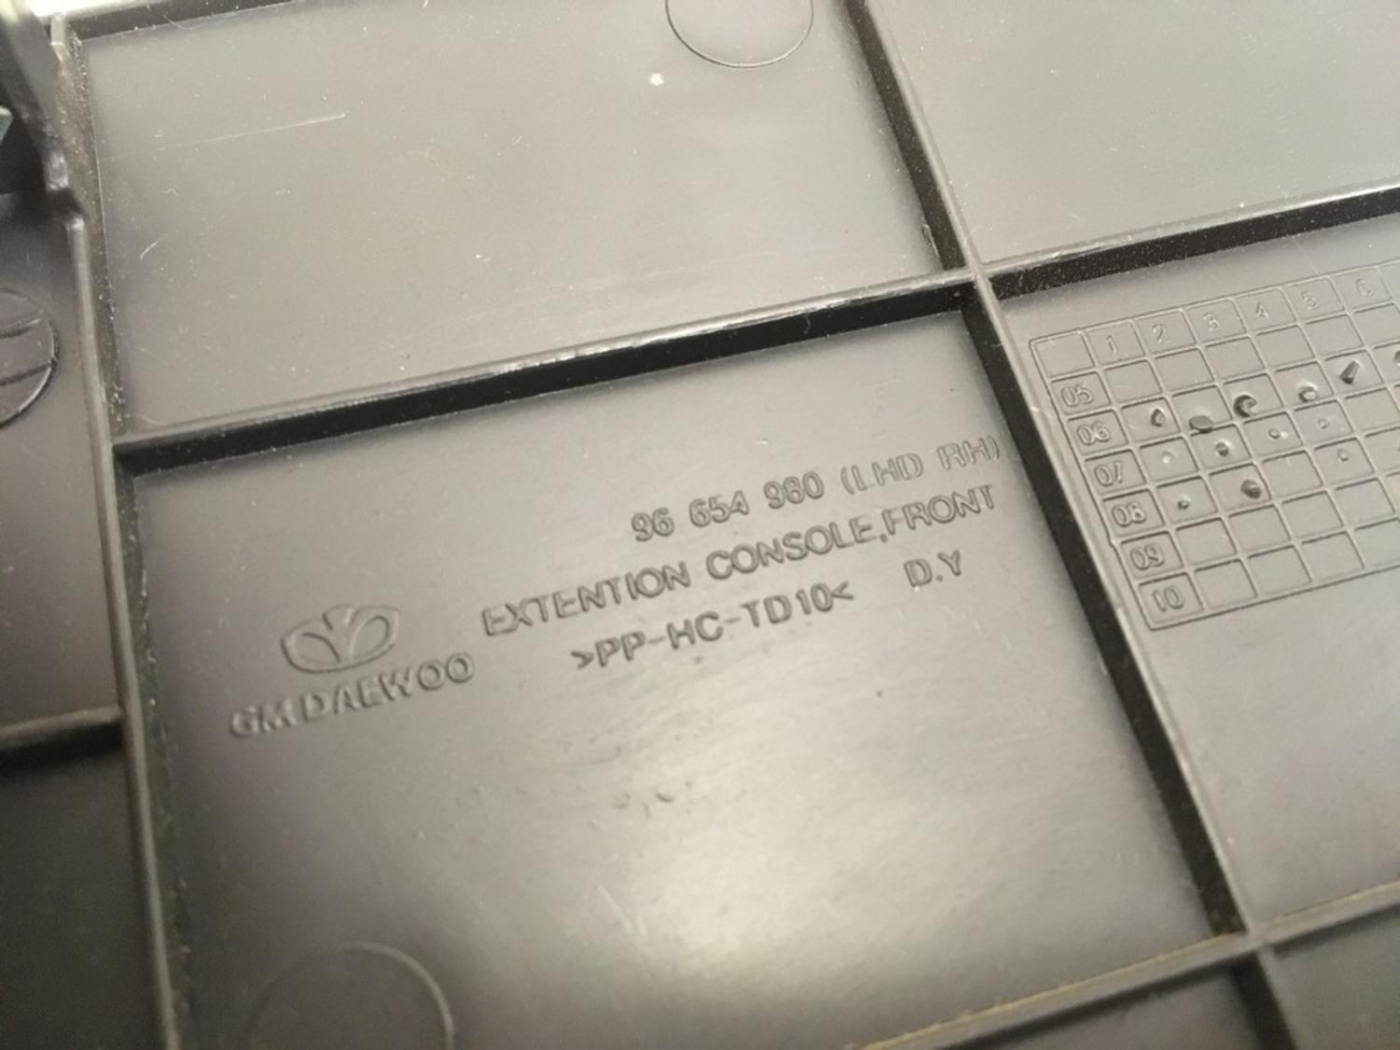 96 654 980 (LHD RH)
EXTENTION CONSOLE,FRONT
>PP-HC-TD10< D.Y
GM DAEWOO
1 2 3 4 5 6
05
06
07
08
09
10